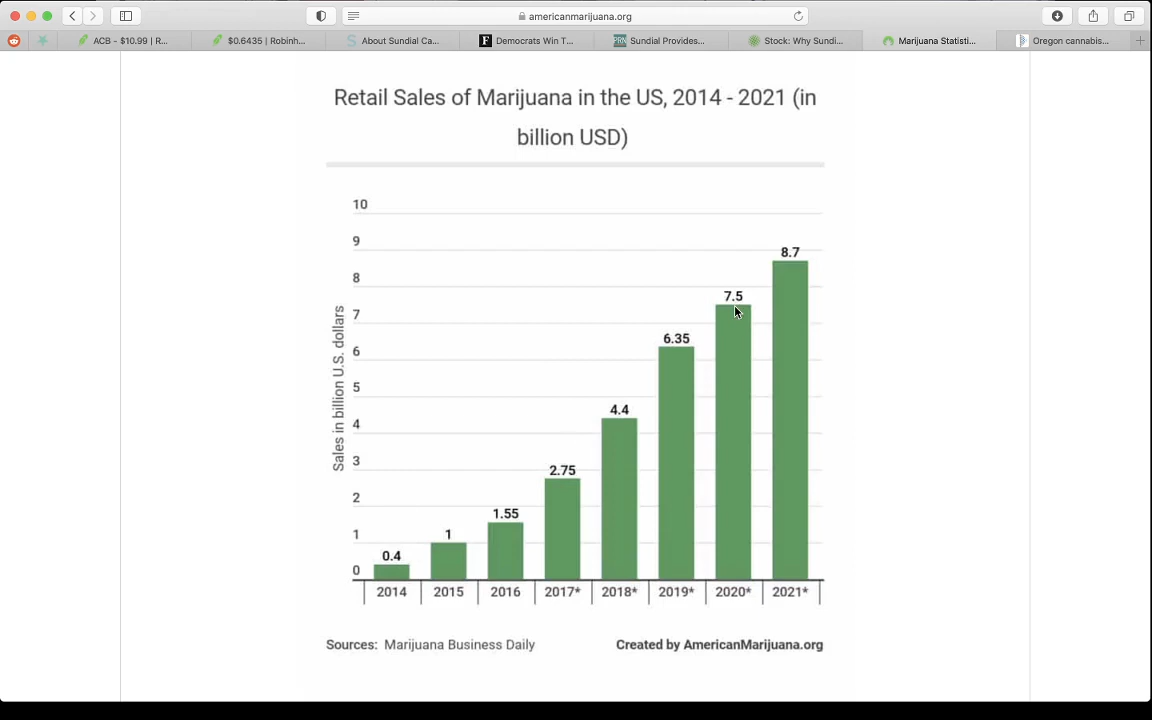 americanmarijuana.org
ACB - $10.99 | R...
$0.6435 | Robinh...
S About Sundial Ca...
F Democrats Win T...
PRN Sundial Provides...
Stock: Why Sundi...
Marijuana Statisti...
Oregon cannabis...
Retail Sales of Marijuana in the US, 2014 - 2021 (in
billion USD)
Sales in billion U.S. dollars
10
9
8
7
6
5
4
3
2
1
0
0.4
1
1.55
2.75
4.4
6.35
7.5
8.7
2014 2015 2016 2017* 2018* 2019* 2020* 2021*
Sources: Marijuana Business Daily
Created by AmericanMarijuana.org